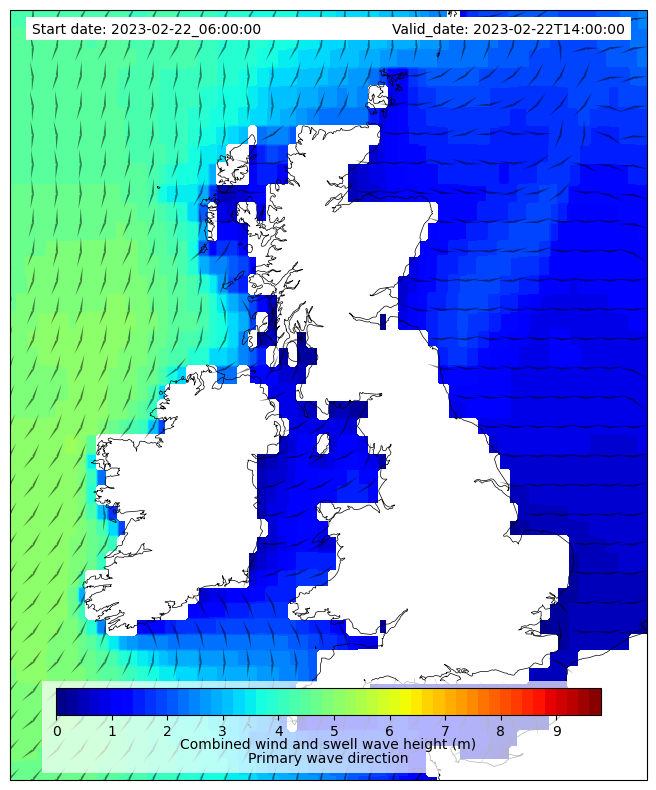 Start date: 2023-02-22_06:00:00
Valid_date: 2023-02-22T14:00:00
0 1 2 3 4 5 6 7 8 9
Combined wind and swell wave height (m)
Primary wave direction